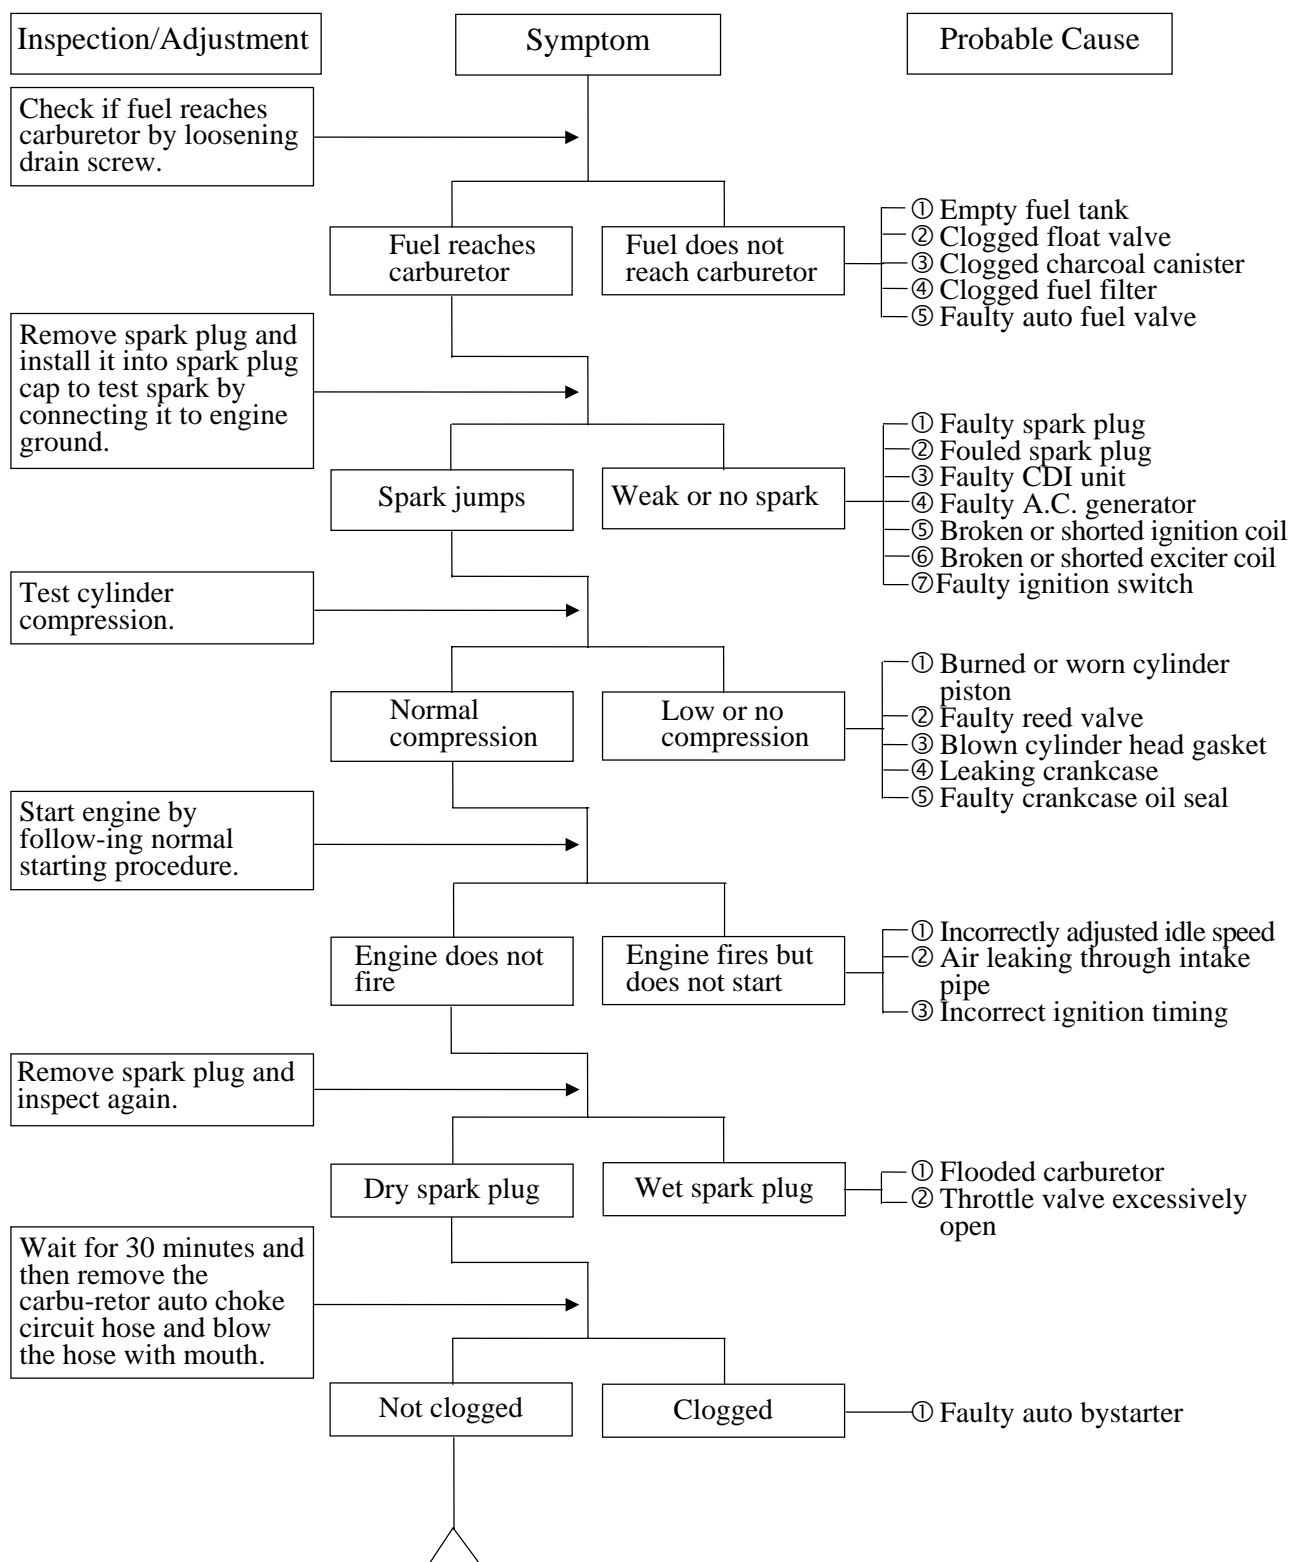 Inspection/Adjustment
Symptom
Probable Cause
Check if fuel reaches
carburetor by loosening
drain screw.
Fuel reaches
carburetor
Fuel does not
reach carburetor
① Empty fuel tank
② Clogged float valve
③ Clogged charcoal canister
④ Clogged fuel filter
⑤ Faulty auto fuel valve
Remove spark plug and
install it into spark plug
cap to test spark by
connecting it to engine
ground.
Spark jumps
Weak or no spark
① Faulty spark plug
② Fouled spark plug
③ Faulty CDI unit
④ Faulty A.C. generator
⑤ Broken or shorted ignition coil
⑥ Broken or shorted exciter coil
⑦Faulty ignition switch
Test cylinder
compression.
Normal
compression
Low or no
compression
① Burned or worn cylinder
piston
② Faulty reed valve
③ Blown cylinder head gasket
④ Leaking crankcase
⑤ Faulty crankcase oil seal
Start engine by
follow-ing normal
starting procedure.
Engine does not
fire
Engine fires but
does not start
① Incorrectly adjusted idle speed
② Air leaking through intake
pipe
③ Incorrect ignition timing
Remove spark plug and
inspect again.
Dry spark plug
Wet spark plug
① Flooded carburetor
② Throttle valve excessively
open
Wait for 30 minutes and
then remove the
carbu-retor auto choke
circuit hose and blow
the hose with mouth.
Not clogged
Clogged
① Faulty auto bystarter